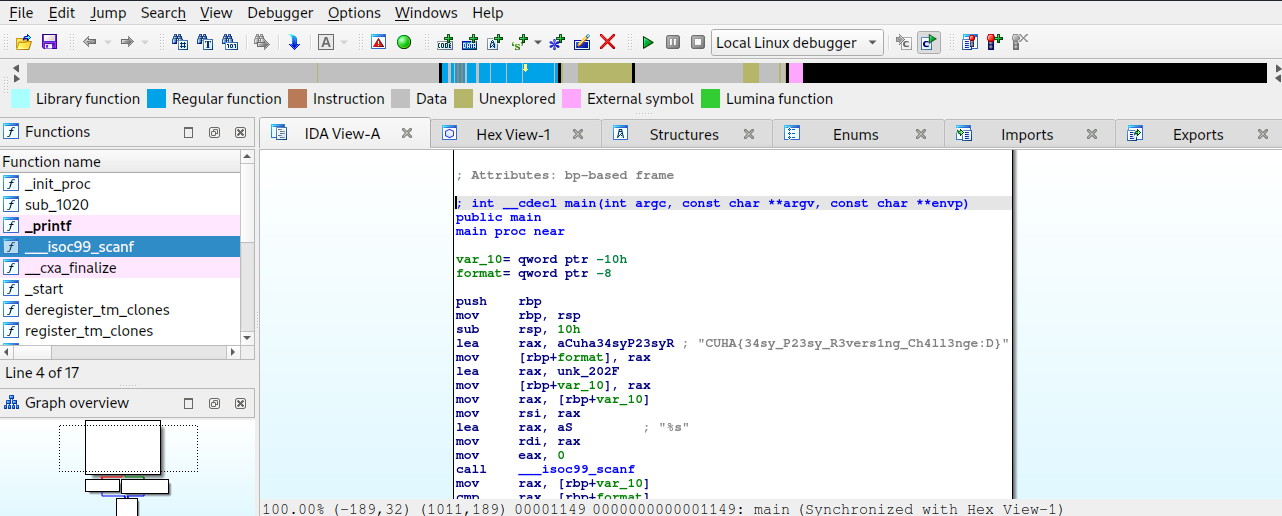 File Edit Jump Search View Debugger Options Windows Help
Local Linux debugger
Library function Regular function Instruction Data Unexplored External symbol Lumina function
Functions
IDA View-A Hex View-1 Structures Enums Imports Exports
Function name
_init_proc
sub_1020
_printf
___isoc99_scanf
__cxa_finalize
_start
deregister_tm_clones
register_tm_clones
Line 4 of 17
Graph overview
; Attributes: bp-based frame
; int __cdecl main(int argc, const char **argv, const char **envp)
public main
main proc near
var_10= qword ptr -10h
format= qword ptr -8
push rbp
mov rbp, rsp
sub rsp, 10h
lea rax, aCuha34syP23syR ; "CUHA{34sy_P23sy_R3vers1ng_Ch4ll3nge:D}"
mov [rbp+format], rax
lea rax, unk_202F
mov [rbp+var_10], rax
mov rax, [rbp+var_10]
mov rsi, rax
lea rax, aS ; "%s"
mov rdi, rax
mov eax, 0
call ___isoc99_scanf
mov rax, [rbp+var_10]
cmp rax, [rbp+format]
100.00% (-189,32) (1011,189) 00001149 0000000000001149: main (Synchronized with Hex View-1)